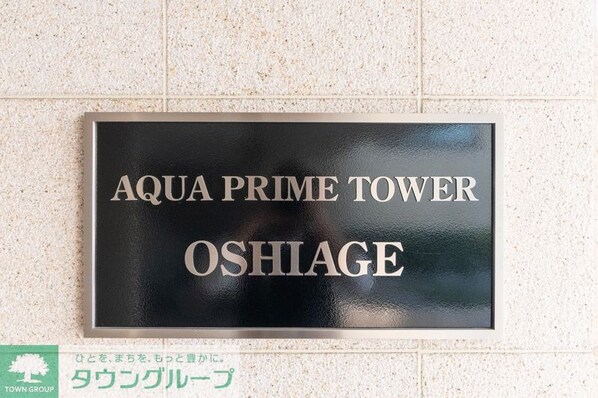 AQUA PRIME TOWER
OSHIAGE
ひとを、まちを、もっと豊かに。
タウングループ
TOWN GROUP